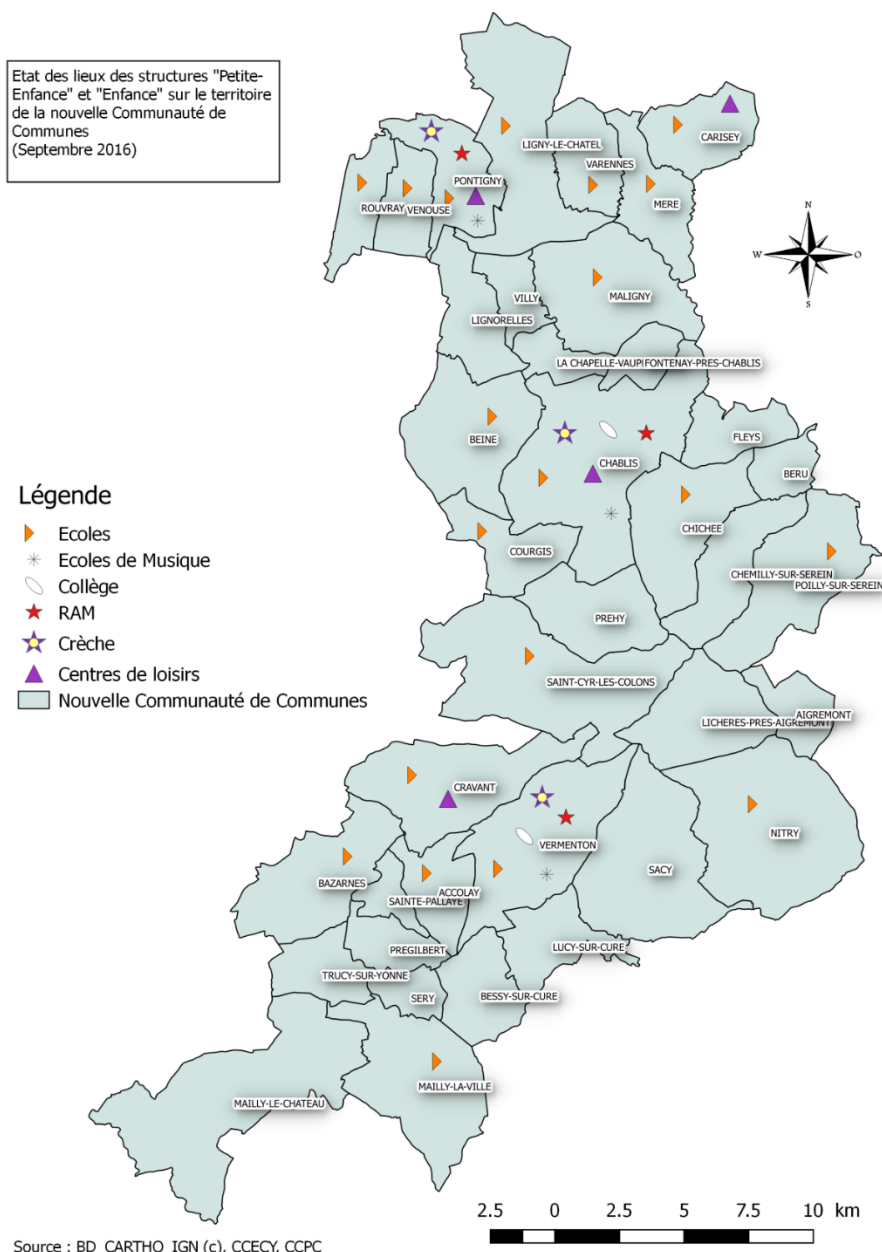 Etat des lieux des structures "Petite-
Enfance" et "Enfance" sur le territoire
de la nouvelle Communauté de
Communes
(Septembre 2016)
CARISEY
LIGNY-LE-CHATEL
VARENNES
PONTIGNY
MERE
ROUVRAY
VENOUSE
N
W
O
S
VILLY
MALIGNY
LIGNORELLES
LA CHAPELLE-VAUPI
FONTENAY-PRES-CHABLIS
BEINE
FLEYS
CHABLIS
BERU
CHICHEE
COURGIS
CHEMILLY-SUR-SEREIN
POILLY-SUR-SEREIN
PREHY
SAINT-CYR-LES-COLONS
AIGREMONT
LICHERES-PRES-AIGREMONT
Légende
Ecoles
Ecoles de Musique
Collège
RAM
Crèche
Centres de loisirs
Nouvelle Communauté de Communes
CRAVANT
NITRY
VERMENTON
SACY
BAZARNES
ACCOLAY
SAINTE-PALLAYE
PREGILBERT
LUCY-SUR-CURE
TRUCY-SUR-YONNE
SERY
BESSY-SUR-CURE
MAILLY-LA-VILLE
MAILLY-LE-CHATEAU
2.5 0 2.5 5 7.5 10 km
Source : BD_CARTHO_IGN (c), CCECY, CCPC